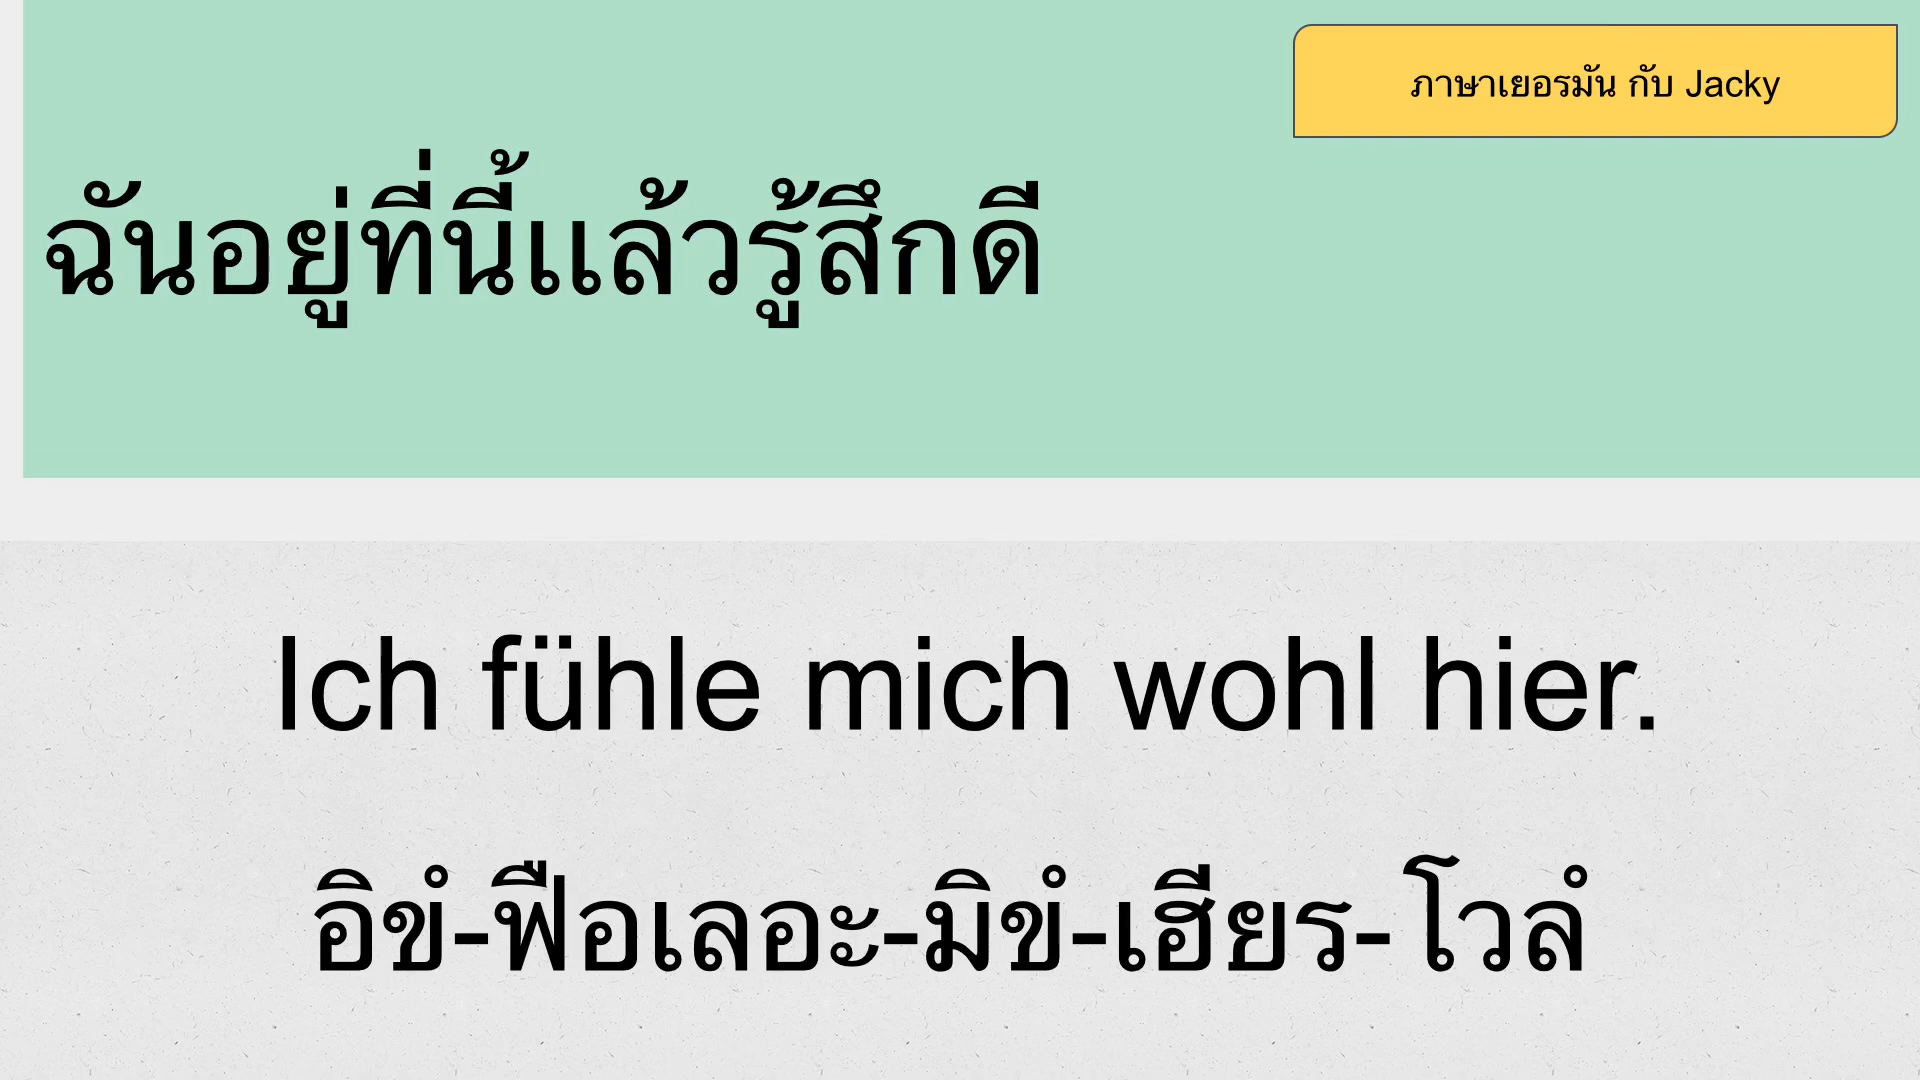 ภาษาเยอรมัน กับ Jacky
ฉันอยู่ที่นี้แล้วรู้สึกดี
Ich fühle mich wohl hier.
อิขํ-ฟือเลอะ-มิขํ-เฮียร-โวลํ